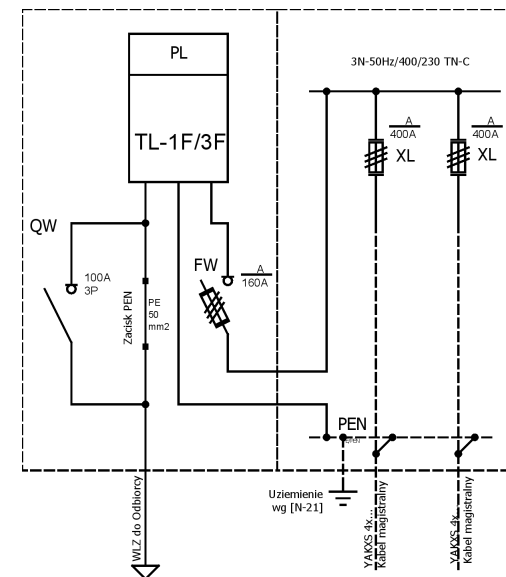 PL
TL-1F/3F
3N-50Hz/400/230 TN-C
A
400A
XL
A
400A
XL
QW
100A
3P
Zacisk PEN
PE
50
mm2
FW
A
160A
PEN
Uziemienie
wg [N-21]
WLZ do Odbiorcy
YAKXS 4x...
Kabel magistralny
YAKXS 4x
Kabel magistralny